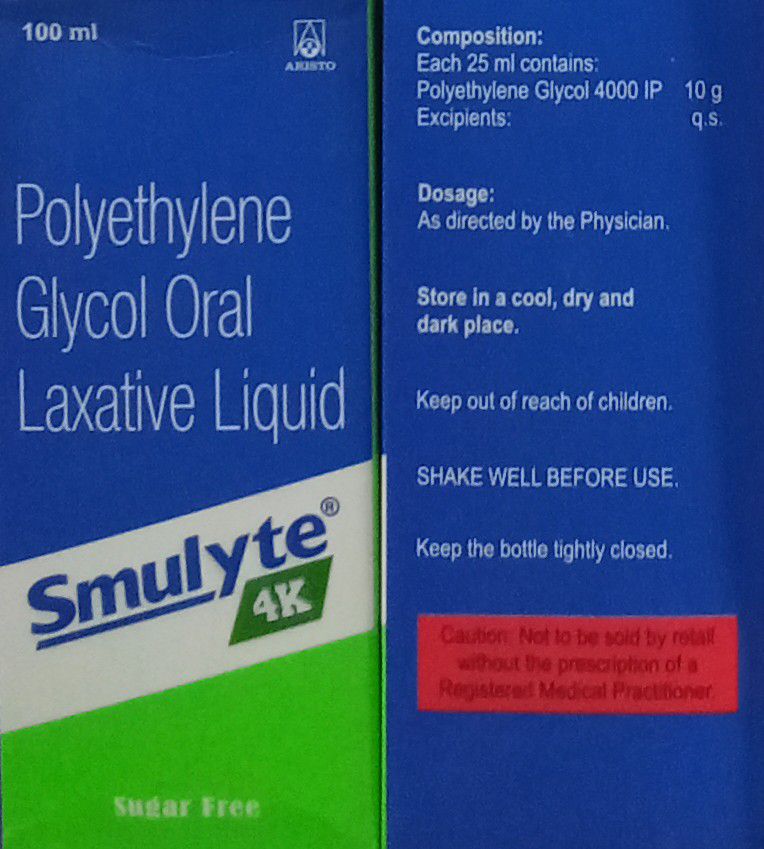 100 ml
ARISTO
Polyethylene
Glycol Oral
Laxative Liquid
Smulyte®
4K
Sugar Free
Composition:
Each 25 ml contains:
Polyethylene Glycol 4000 IP 10 g
Excipients: q.s.
Dosage:
As directed by the Physician.
Store in a cool, dry and
dark place.
Keep out of reach of children.
SHAKE WELL BEFORE USE.
Keep the bottle tightly closed.
Caution: Not to be sold by retail
without the prescription of a
Registered Medical Practitioner.